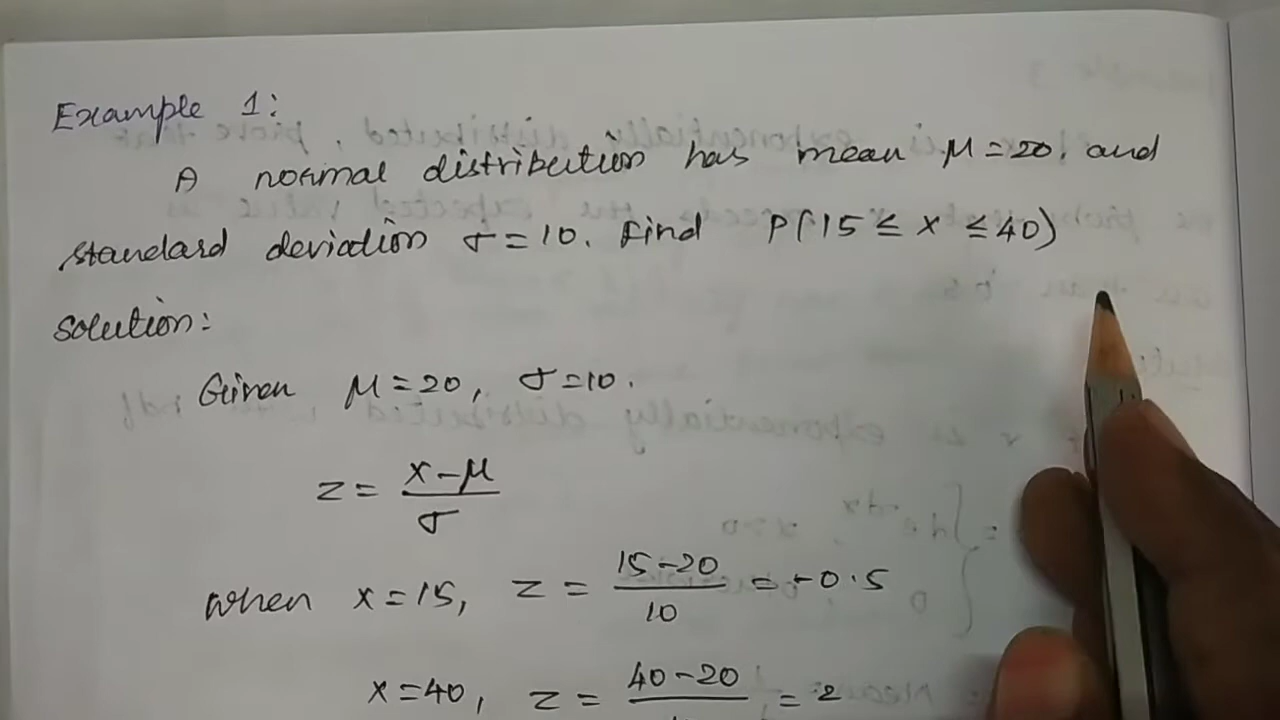 Example 1:
A normal distribution has mean μ=20. and
standard deviation σ=10. Find P(15 ≤ x ≤40)
Solution:
Given μ=20, σ=10.
z = (x-μ)/σ
When x=15, z = (15-20)/10 = -0.5
x=40, z = (40-20)/ = 2